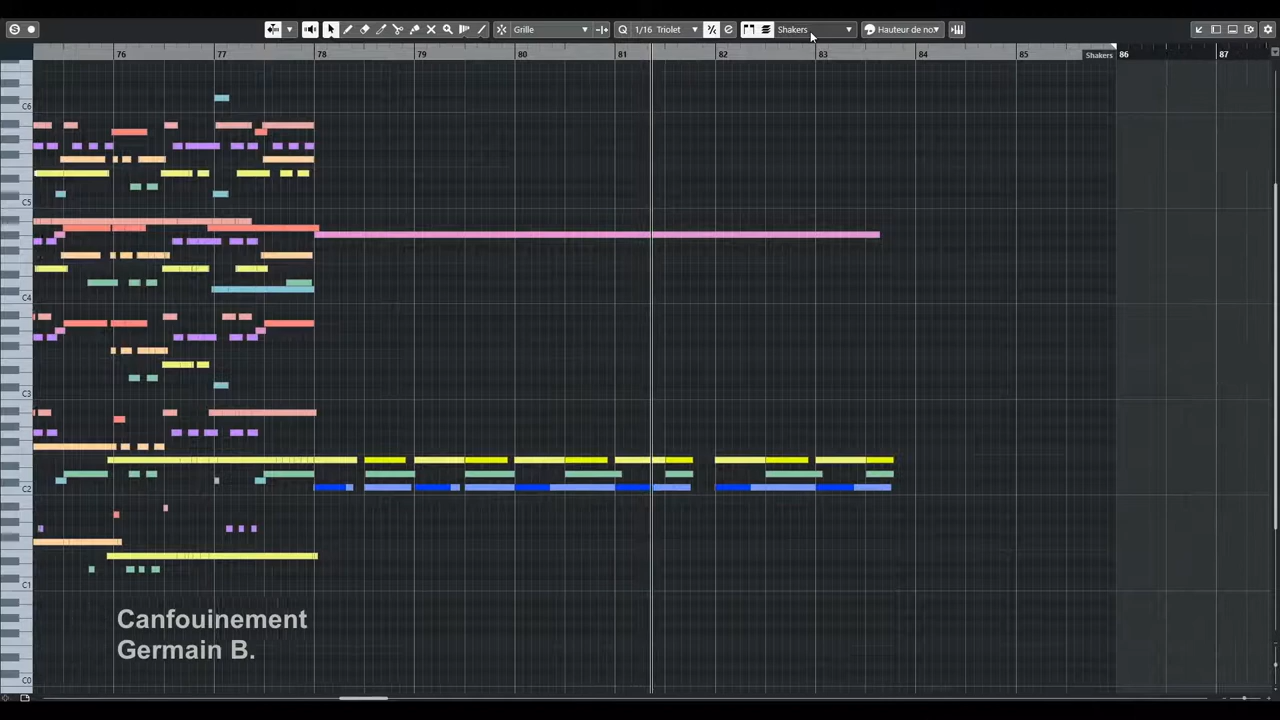 Grille
1/16 Triolet
Shakers
Hauteur de no
76 77 78 79 80 81 82 83 84 85 86 87
Shakers
C6
C5
C4
C3
C2
C1
C0
Canfouinement
Germain B.